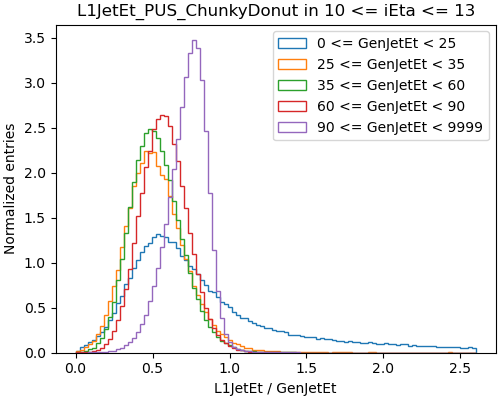 L1JetEt_PUS_ChunkyDonut in 10 <= iEta <= 13
0 <= GenJetEt < 25
25 <= GenJetEt < 35
35 <= GenJetEt < 60
60 <= GenJetEt < 90
90 <= GenJetEt < 9999
Normalized entries
3.5
3.0
2.5
2.0
1.5
1.0
0.5
0.0
0.0 0.5 1.0 1.5 2.0 2.5
L1JetEt / GenJetEt